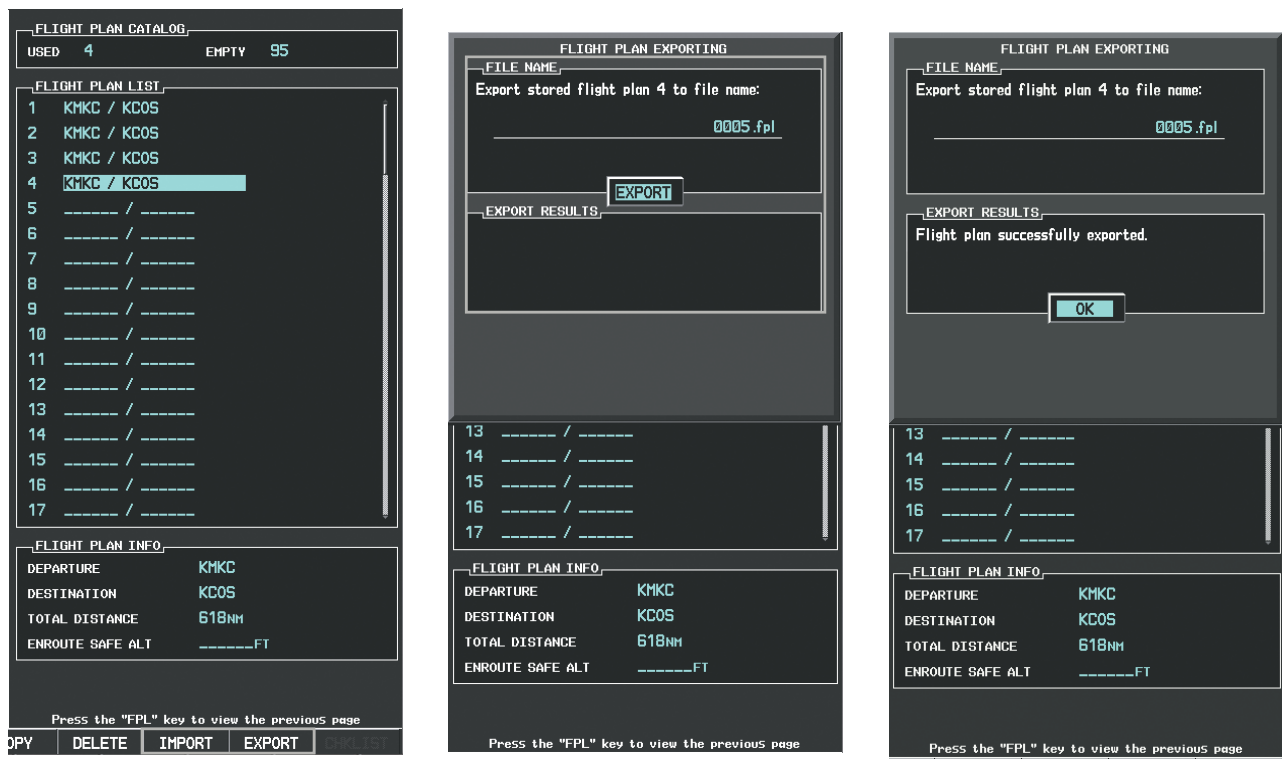 FLIGHT PLAN CATALOG
USED 4 EMPTY 95
FLIGHT PLAN LIST
1 KMKC / KCOS
2 KMKC / KCOS
3 KMKC / KCOS
4 KMKC / KCOS
5 ______ / ______
6 ______ / ______
7 ______ / ______
8 ______ / ______
9 ______ / ______
10 ______ / ______
11 ______ / ______
12 ______ / ______
13 ______ / ______
14 ______ / ______
15 ______ / ______
16 ______ / ______
17 ______ / ______
FLIGHT PLAN INFO
DEPARTURE KMKC
DESTINATION KCOS
TOTAL DISTANCE 618NM
ENROUTE SAFE ALT ______FT
Press the "FPL" key to view the previous page
OPY DELETE IMPORT EXPORT CHKLIST
FLIGHT PLAN EXPORTING
FILE NAME
Export stored flight plan 4 to file name:
0005.fpl
EXPORT
EXPORT RESULTS
13 ______ / ______
14 ______ / ______
15 ______ / ______
16 ______ / ______
17 ______ / ______
FLIGHT PLAN INFO
DEPARTURE KMKC
DESTINATION KCOS
TOTAL DISTANCE 618NM
ENROUTE SAFE ALT ______FT
Press the "FPL" key to view the previous page
FLIGHT PLAN EXPORTING
FILE NAME
Export stored flight plan 4 to file name:
0005.fpl
EXPORT RESULTS
Flight plan successfully exported.
OK
13 ______ / ______
14 ______ / ______
15 ______ / ______
16 ______ / ______
17 ______ / ______
FLIGHT PLAN INFO
DEPARTURE KMKC
DESTINATION KCOS
TOTAL DISTANCE 618NM
ENROUTE SAFE ALT ______FT
Press the "FPL" key to view the previous page